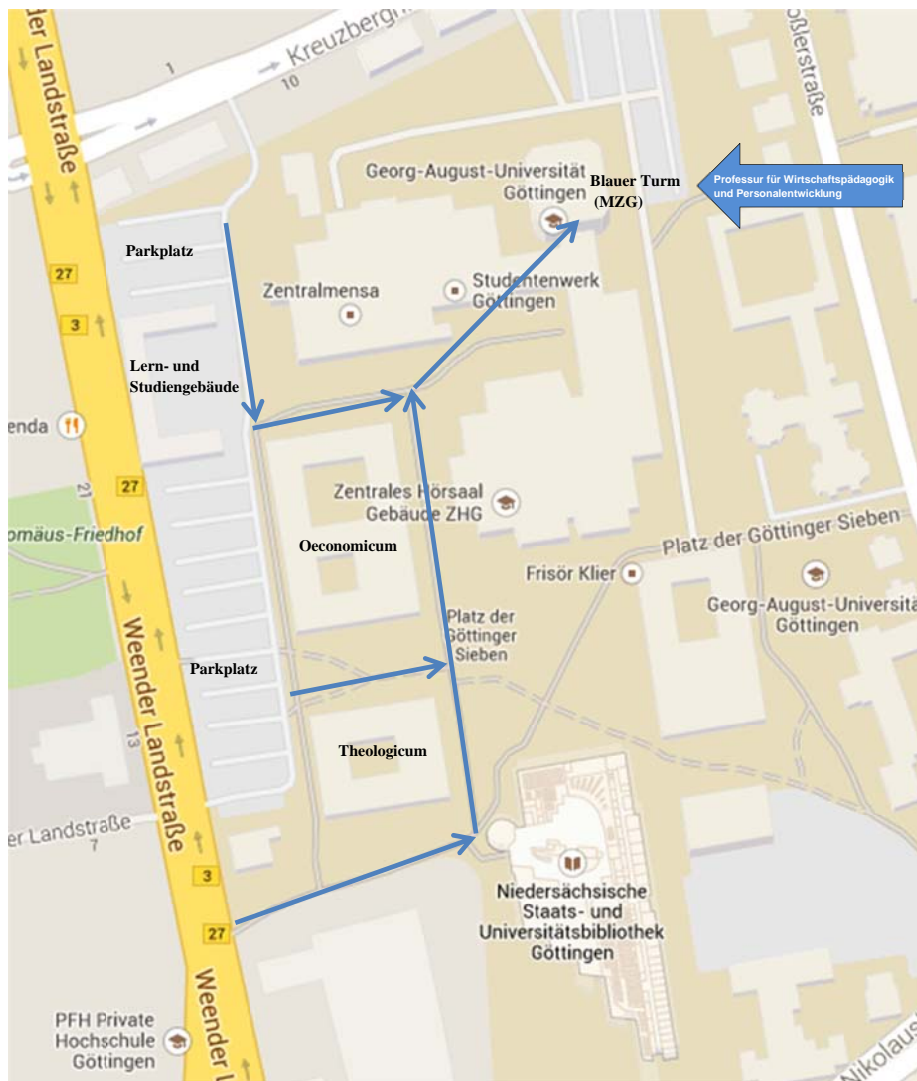 der Landstraße
Kreuzbergri
1
10
oßlerstraße
Georg-August-Universität
Göttingen
Blauer Turm
(MZG)
Professur für Wirtschaftspädagogik
und Personalentwicklung
Parkplatz
27
Zentralmensa
Studentenwerk
Göttingen
3
Lern- und
Studiengebäude
enda
21
27
Zentrales Hörsaal
Gebäude ZHG
omäus-Friedhof
Oeconomicum
Platz der Göttinger Sieben
Frisör Klier
Georg-August-Universitä
Göttingen
Platz der
Göttinger
Sieben
Weender Landstraße
Parkplatz
13
Theologicum
er Landstraße
7
3
27
Niedersächsische
Staats- und
Universitätsbibliothek
Göttingen
Weender L
PFH Private
Hochschule
Göttingen
Nikolaus